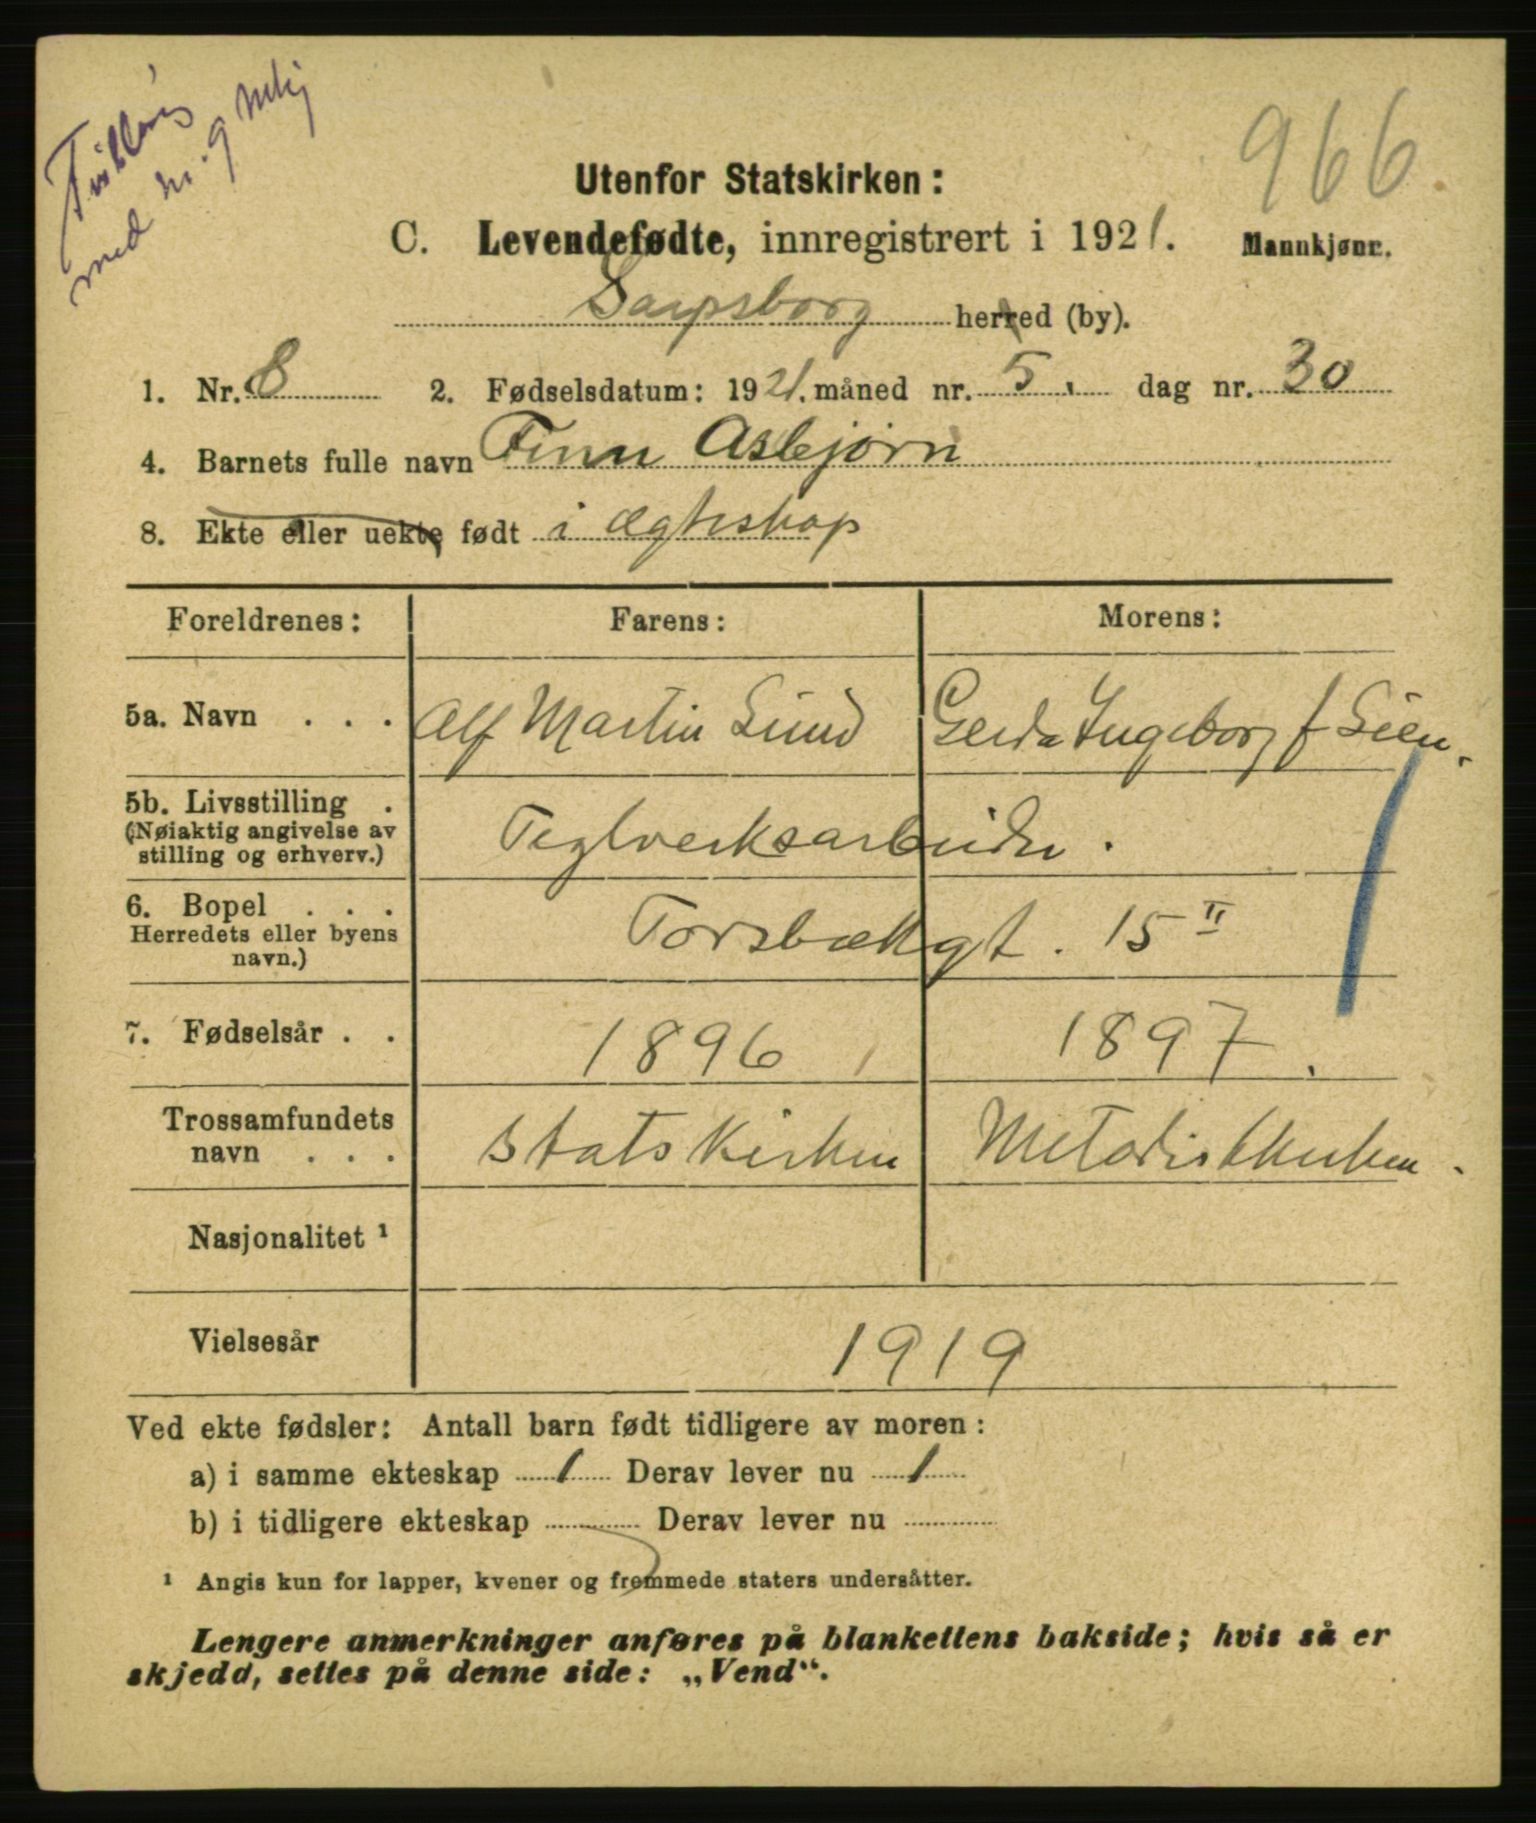 Tvilling
med nr. 9 mkj
966.
Utenfor Statskirken:
C. Levendefødte, innregistrert i 1921. Mannkjønn.
Sarpsborg herred (by).
1. Nr. 8 2. Fødselsdatum: 1921. måned nr. 5. dag nr. 30
4. Barnets fulle navn Finn Asbjørn
8. Ekte eller uekte født i ægteskap
Foreldrenes: Farens: Morens:
5a. Navn . . . Alf Martin Lund Gerda Ingeborg f Lien.
5b. Livsstilling . Teglverksarbeider.
(Nøiaktig angivelse av
stilling og erhverv.)
6. Bopel . . . Torsbækgt. 15 II
Herredets eller byens
navn.)
7. Fødselsår . . 1896 1897.
Trossamfundets
navn . . . Statskirken Metodistkirken.
Nasjonalitet ¹
Vielsesår 1919
Ved ekte fødsler: Antall barn født tidligere av moren:
a) i samme ekteskap 1 Derav lever nu 1
b) i tidligere ekteskap Derav lever nu
¹ Angis kun for lapper, kvener og fremmede staters undersåtter.
Lengere anmerkninger anføres på blankettens bakside; hvis så er
skjedd, settes på denne side: „Vend“.